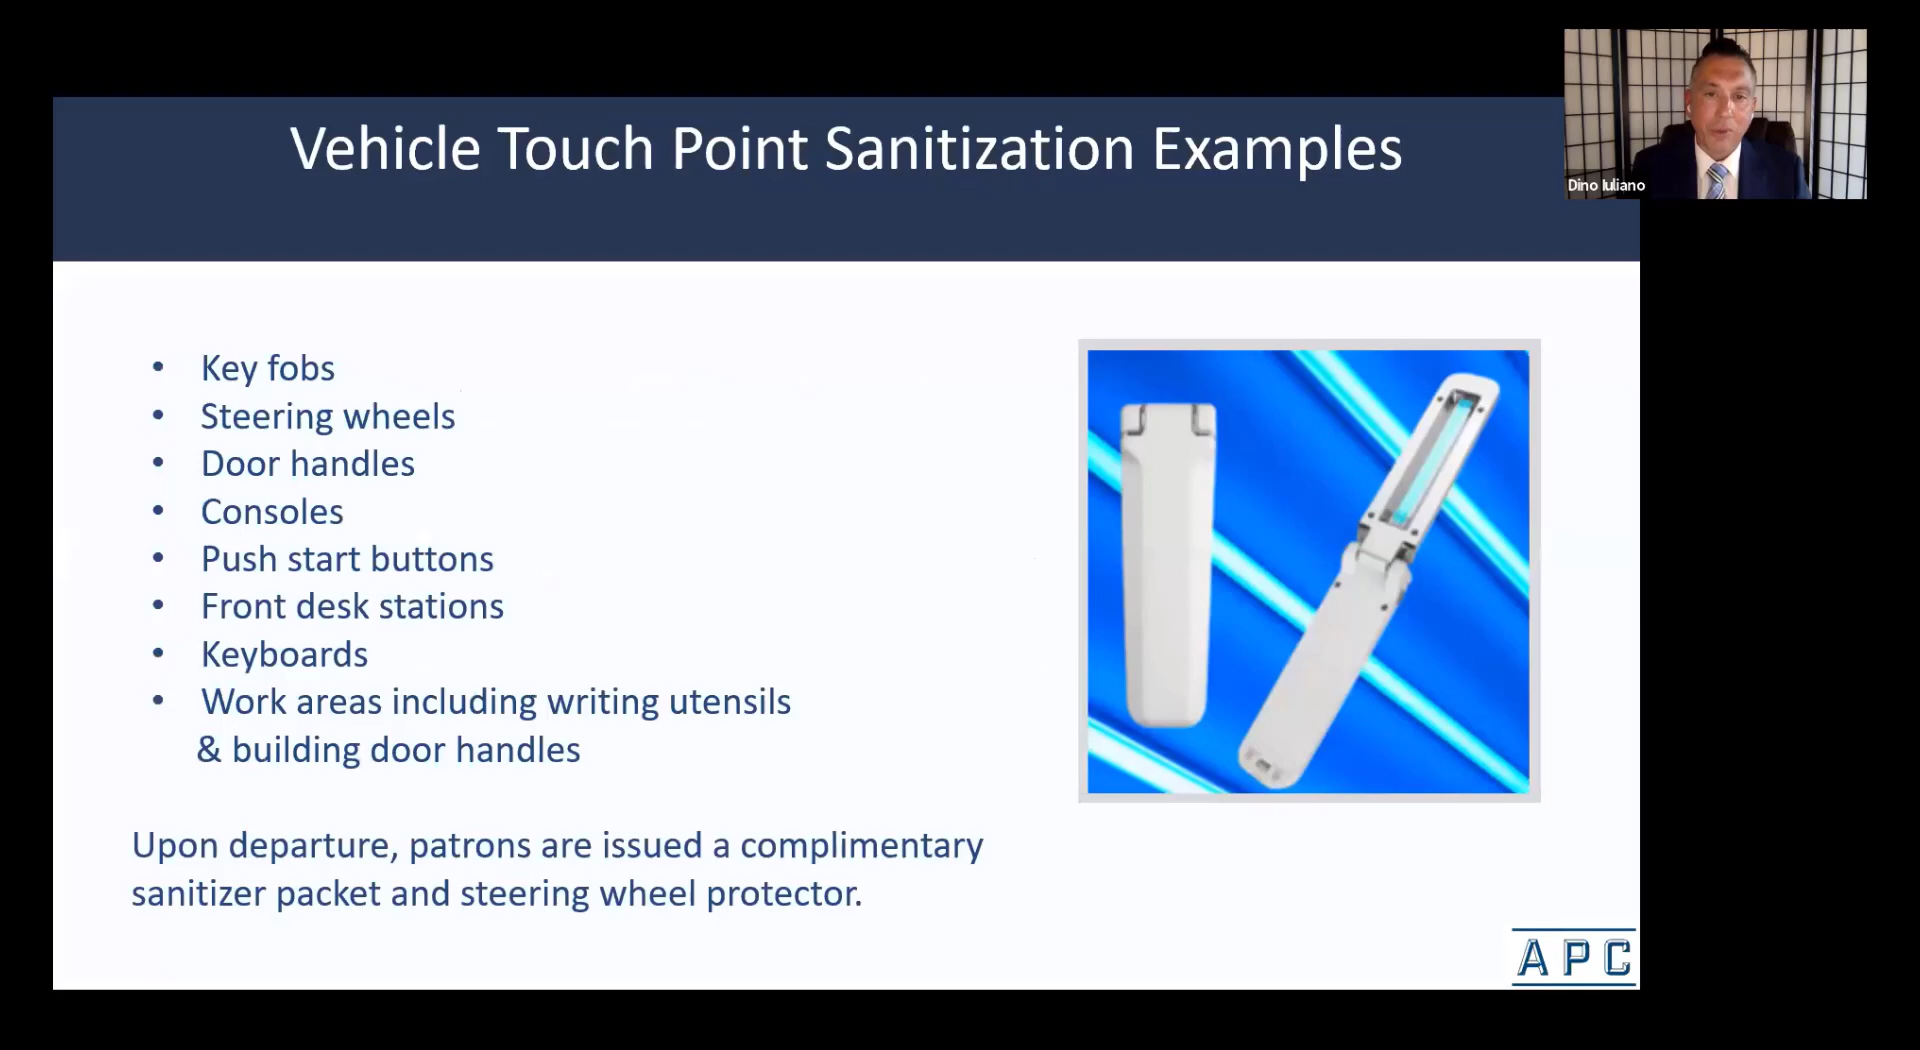 Vehicle Touch Point Sanitization Examples
Dino Iuliano
• Key fobs
• Steering wheels
• Door handles
• Consoles
• Push start buttons
• Front desk stations
• Keyboards
• Work areas including writing utensils
& building door handles
Upon departure, patrons are issued a complimentary
sanitizer packet and steering wheel protector.
APC